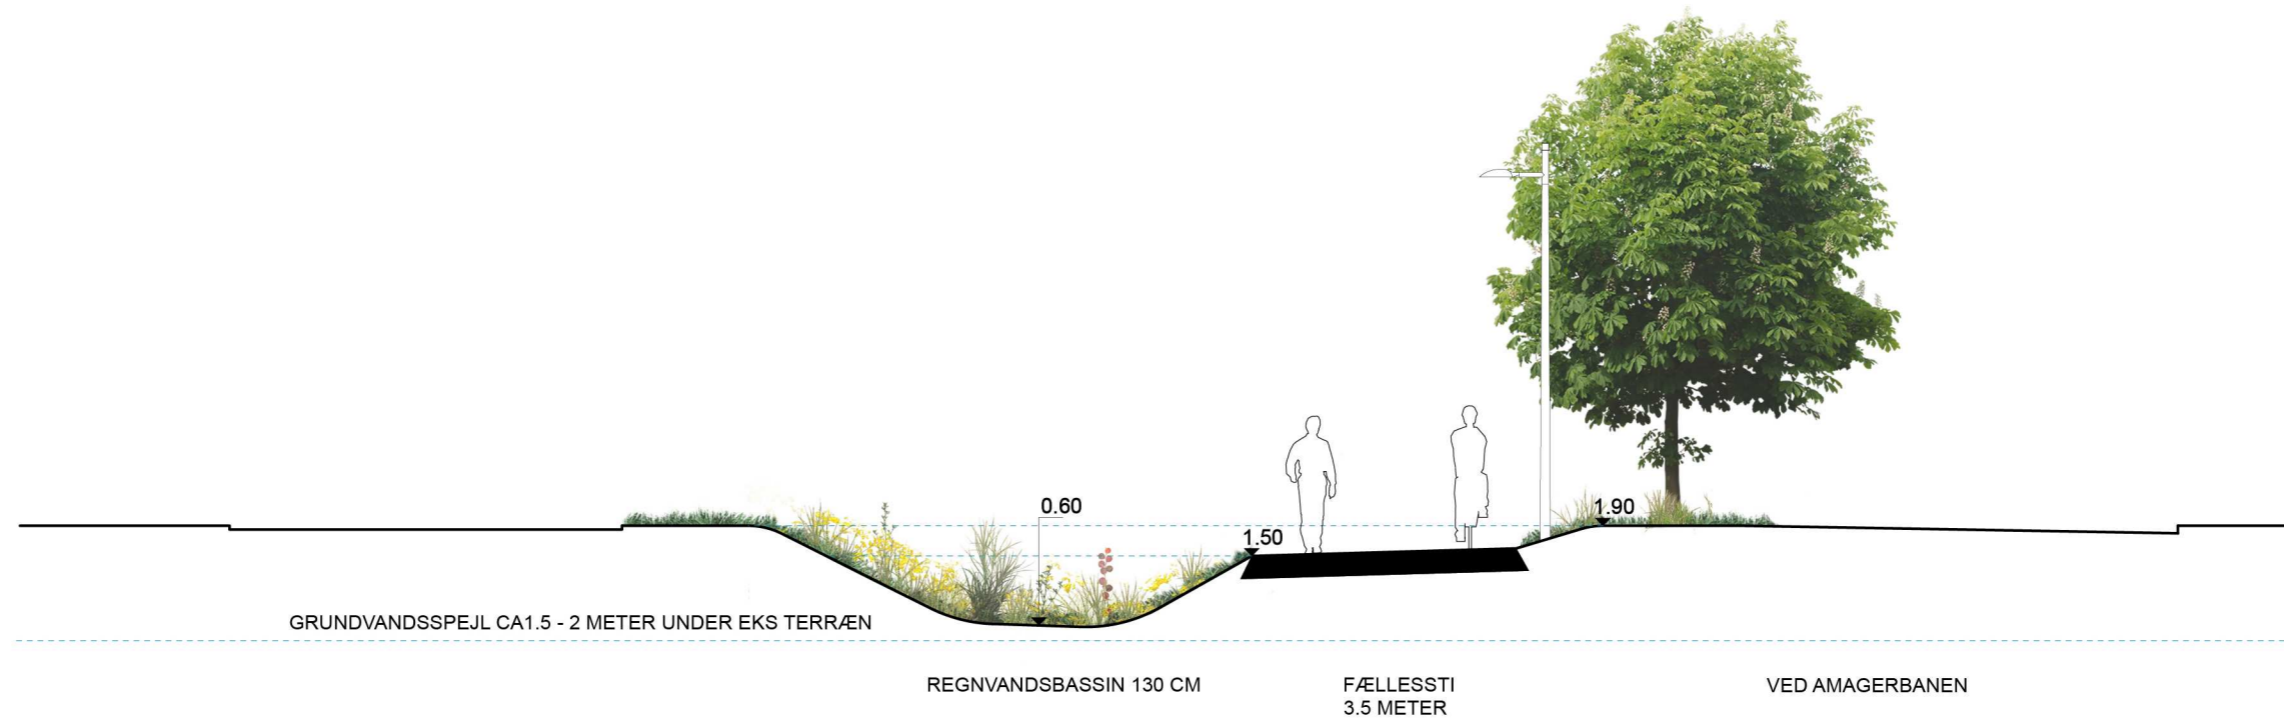 0.60
1.90
1.50
GRUNDVANDSSPEJL CA1.5 - 2 METER UNDER EKS TERRÆN
REGNVANDSBASSIN 130 CM
FÆLLESSTI
3.5 METER
VED AMAGERBANEN